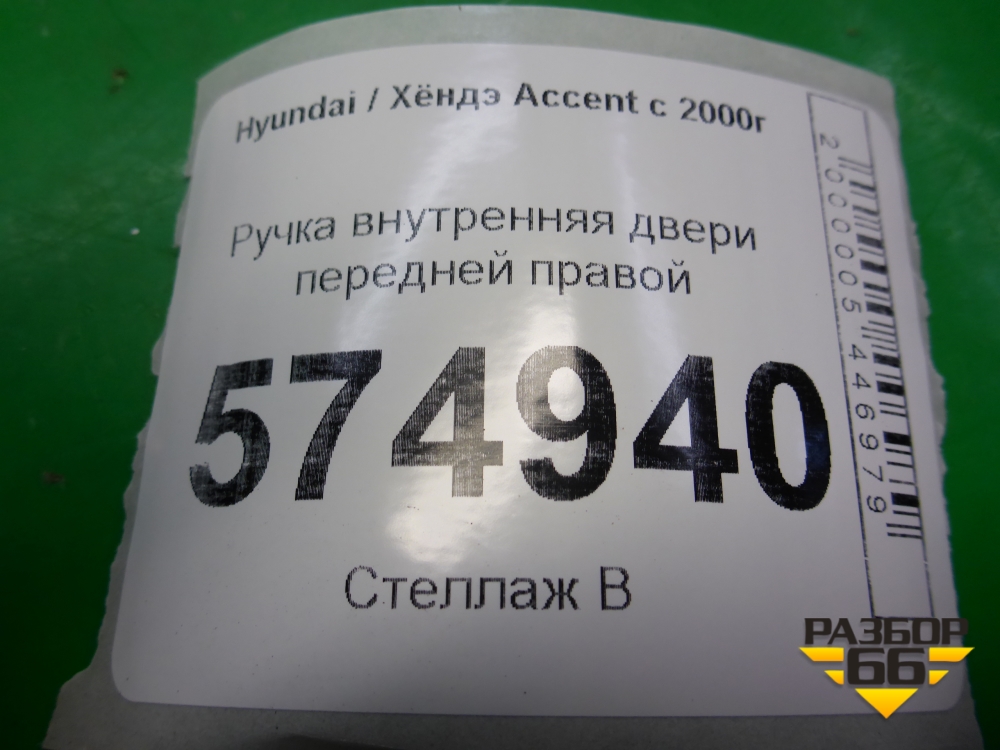 Hyundai / Хёндэ Accent с 2000г
Ручка внутренняя двери
передней правой
574940
Стеллаж В
2000005446979
РАЗБОР
66